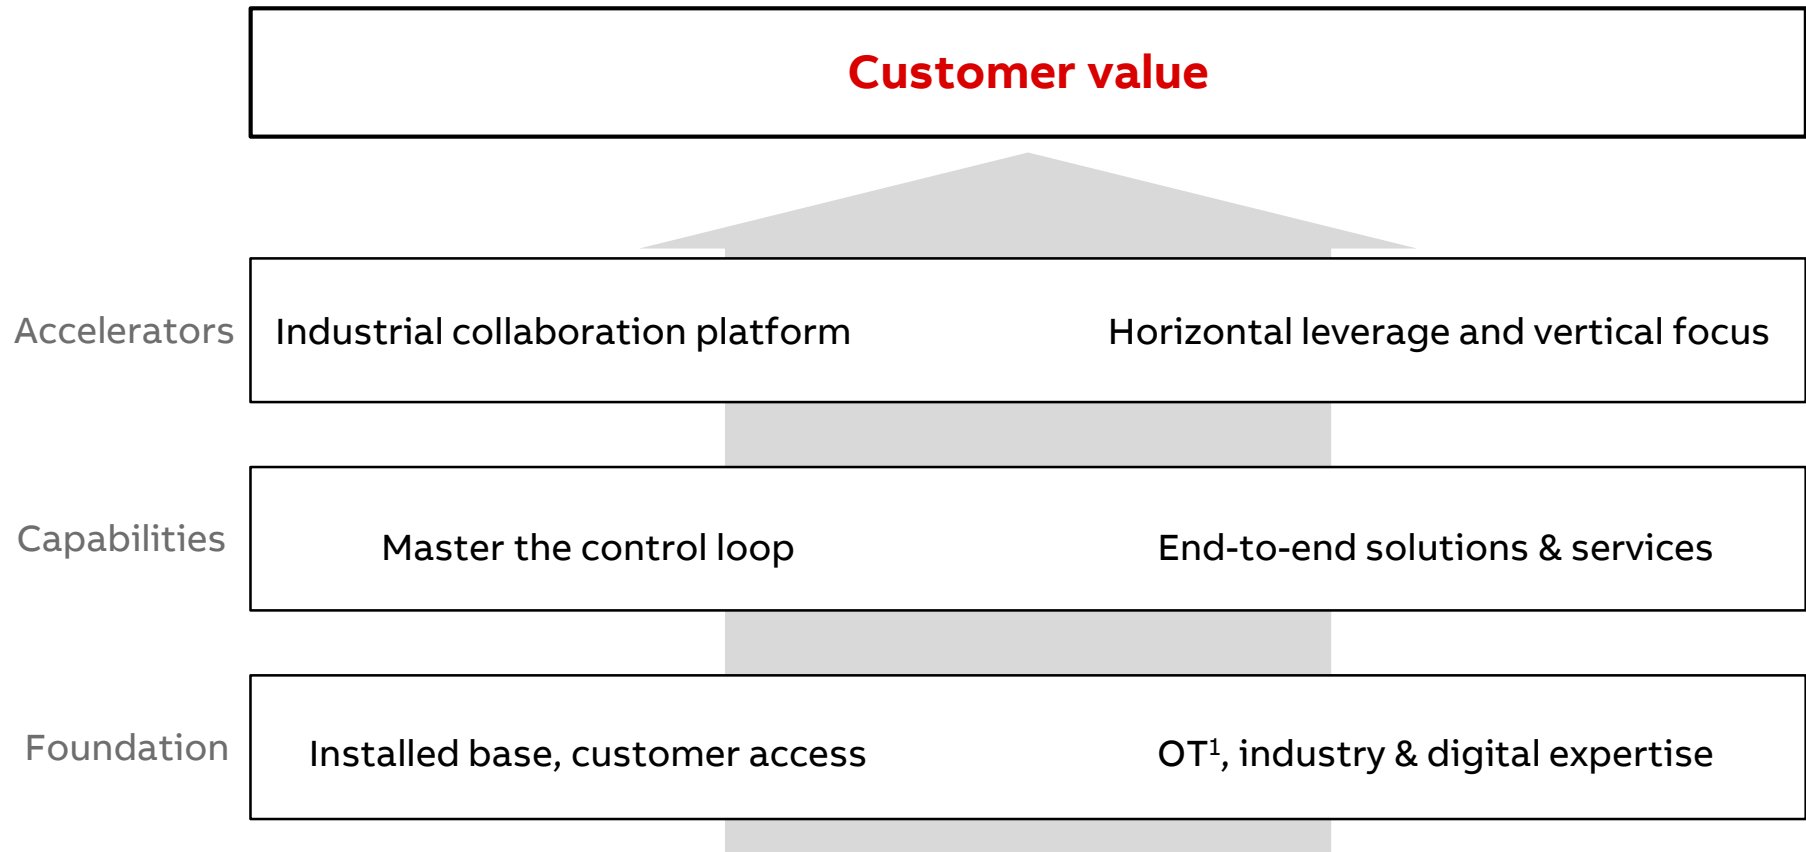 Customer value
Accelerators
Industrial collaboration platform
Horizontal leverage and vertical focus
Capabilities
Master the control loop
End-to-end solutions & services
Foundation
Installed base, customer access
OT¹, industry & digital expertise